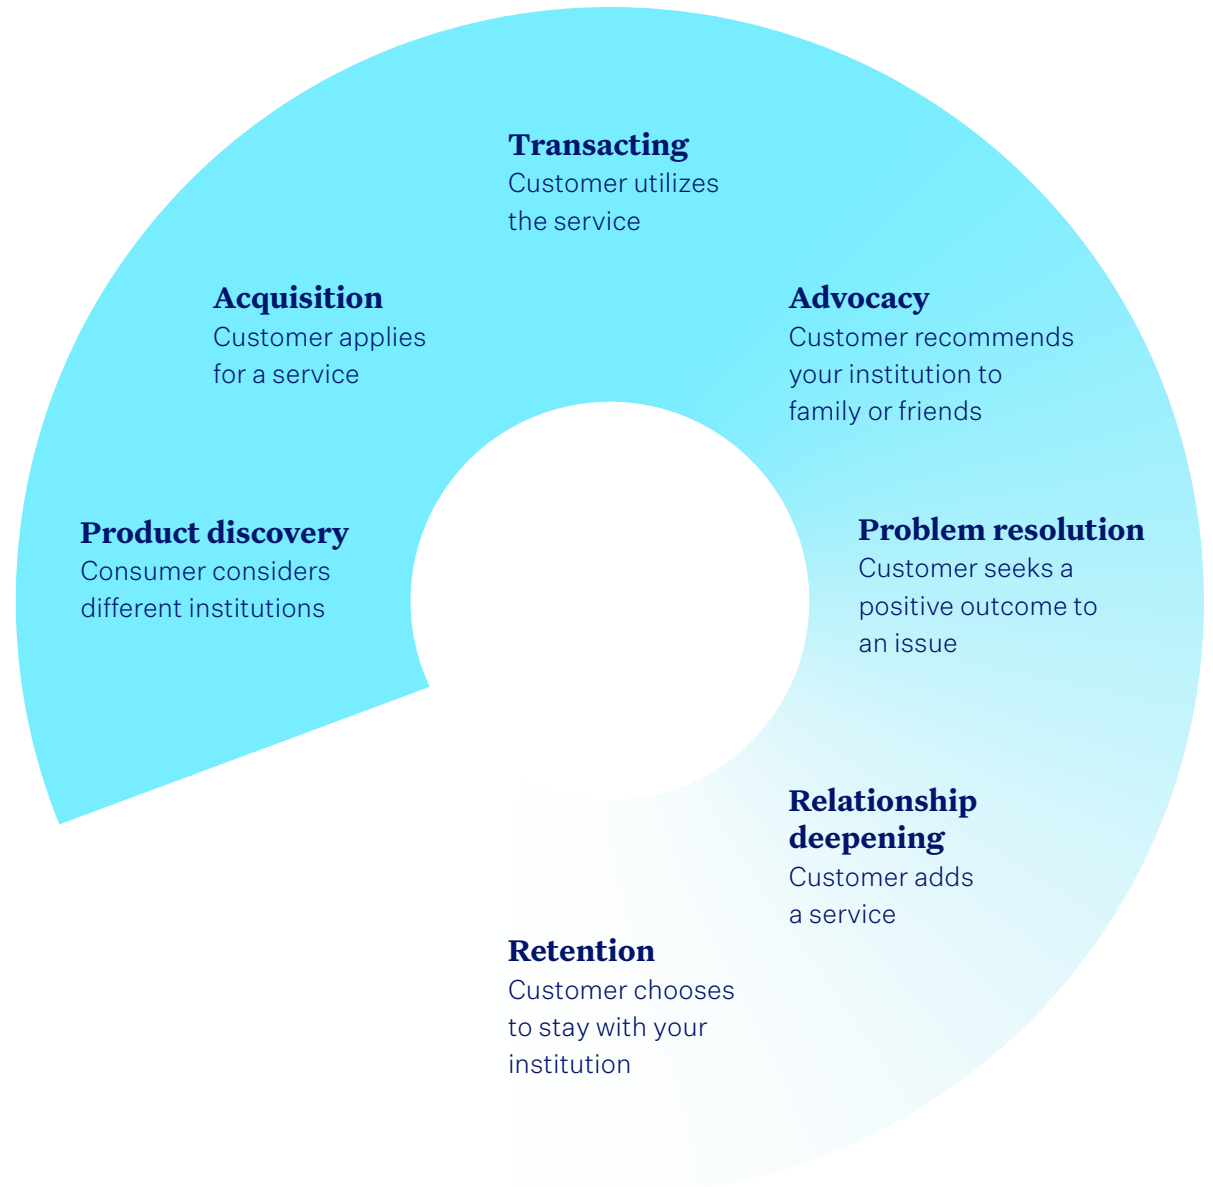 Transacting
Customer utilizes
the service
Acquisition
Customer applies
for a service
Advocacy
Customer recommends
your institution to
family or friends
Product discovery
Consumer considers
different institutions
Problem resolution
Customer seeks a
positive outcome to
an issue
Relationship
deepening
Customer adds
a service
Retention
Customer chooses
to stay with your
institution